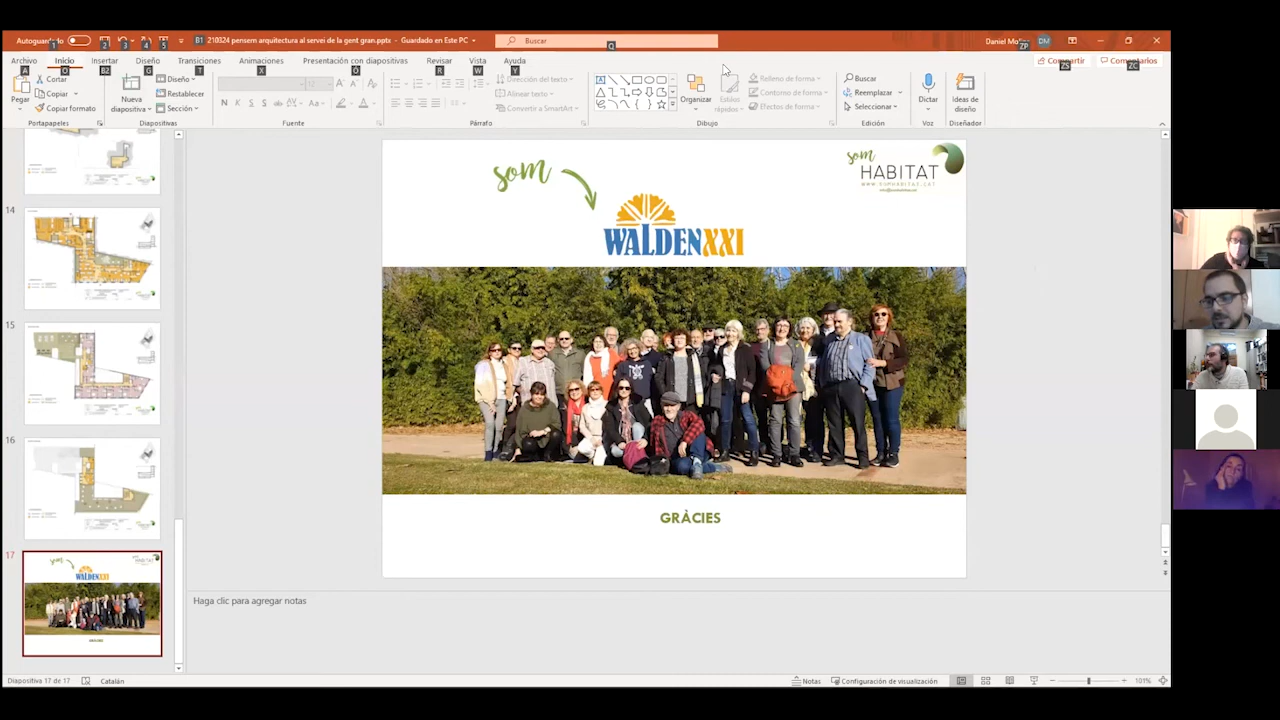 Autoguardado
210324 pensem arquitectura al servei de la gent gran.pptx - Guardado en Este PC
Buscar
DM
Archivo Inicio Insertar Diseño Transiciones Animaciones Presentación con diapositivas Revisar Vista Ayuda
Compartir Comentarios
Pegar
Cortar
Copiar
Copiar formato
Nueva diapositiva
Diseño
Restablecer
Sección
Dirección del texto
Alinear texto
Convertir a SmartArt
Organizar
Estilos rápidos
Relleno de forma
Contorno de forma
Efectos de forma
Buscar
Reemplazar
Seleccionar
Dictar
Ideas de diseño
Portapapeles Diapositivas Fuente Párrafo Dibujo Edición Voz Diseñador
14
15
16
17
som
WALDENXXI
som
HABITAT
WWW.SOMHABITAT.CAT
GRÀCIES
Haga clic para agregar notas
Diapositiva 17 de 17 Catalán Notas Configuración de visualización 101%